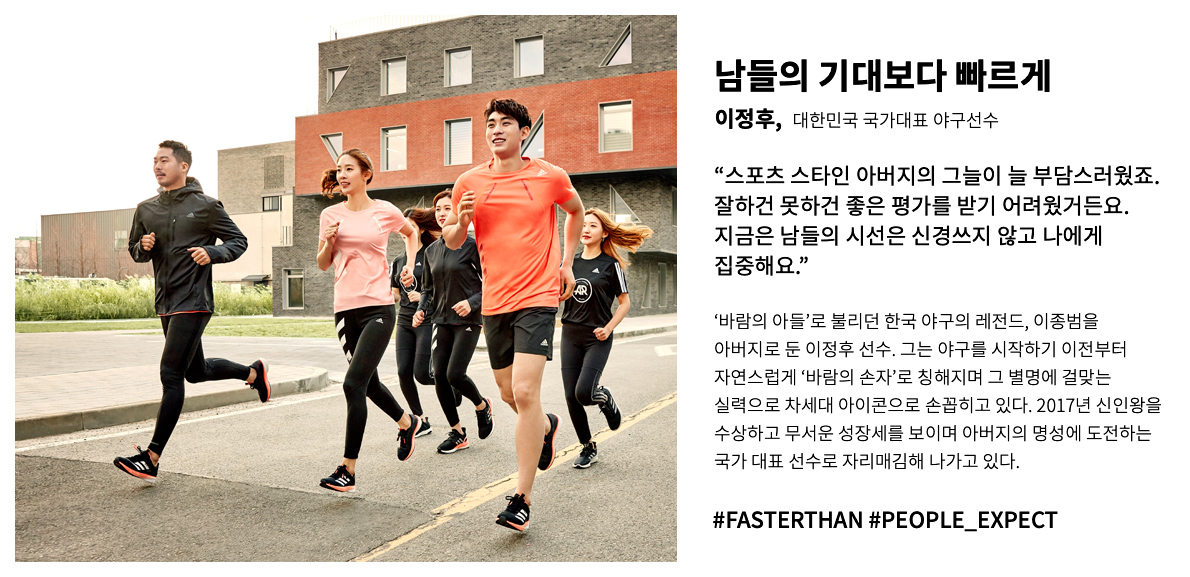 남들의 기대보다 빠르게
이정후, 대한민국 국가대표 야구선수
“스포츠 스타인 아버지의 그늘이 늘 부담스러웠죠.
잘하건 못하건 좋은 평가를 받기 어려웠거든요.
지금은 남들의 시선은 신경쓰지 않고 나에게
집중해요.”
‘바람의 아들’로 불리던 한국 야구의 레전드, 이종범을
아버지로 둔 이정후 선수. 그는 야구를 시작하기 이전부터
자연스럽게 ‘바람의 손자’로 칭해지며 그 별명에 걸맞는
실력으로 차세대 아이콘으로 손꼽히고 있다. 2017년 신인왕을
수상하고 무서운 성장세를 보이며 아버지의 명성에 도전하는
국가 대표 선수로 자리매김해 나가고 있다.
#FASTERTHAN #PEOPLE_EXPECT
AR